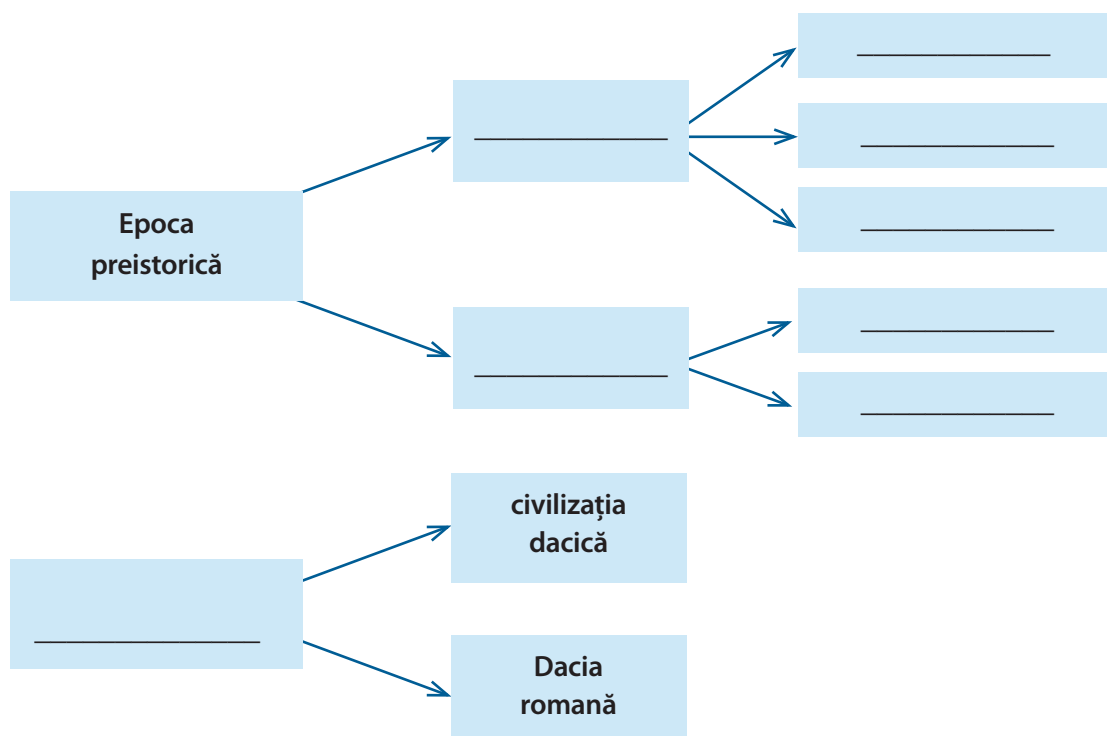 Epoca
preistorică
civilizația
dacică
Dacia
romană